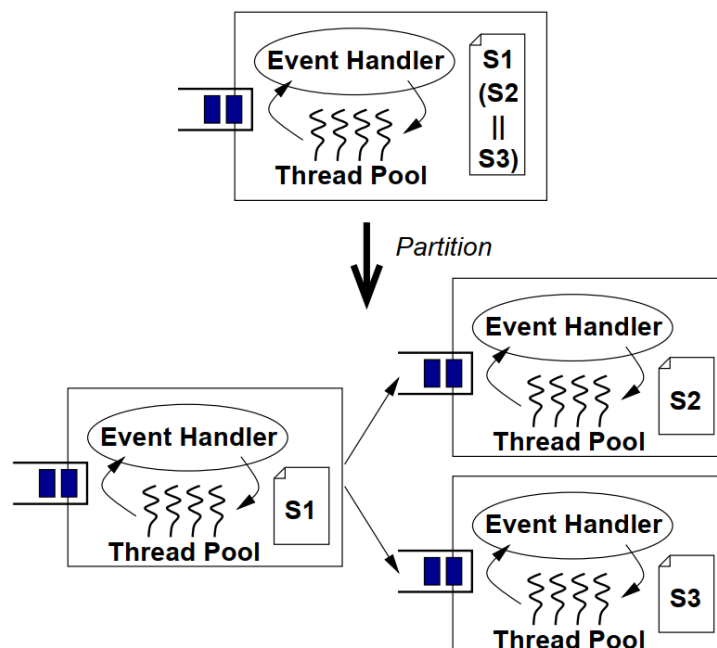 Event Handler
Thread Pool
S1
(S2
||
S3)
Partition
Event Handler
Thread Pool
S1
Event Handler
Thread Pool
S2
Event Handler
Thread Pool
S3